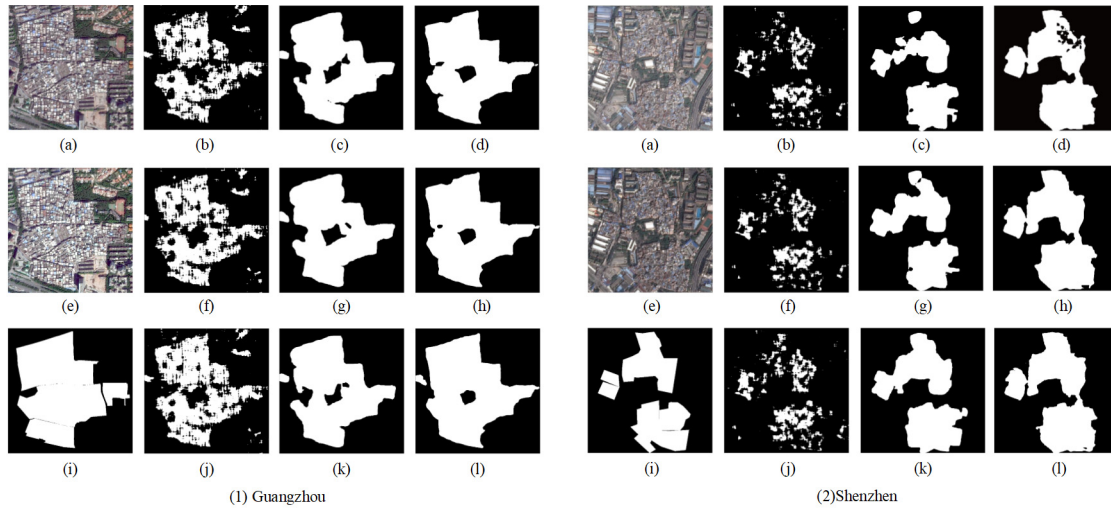 (a) (b) (c) (d) (a) (b) (c) (d)
(e) (f) (g) (h) (e) (f) (g) (h)
(i) (j) (k) (l) (i) (j) (k) (l)
(1) Guangzhou (2)Shenzhen